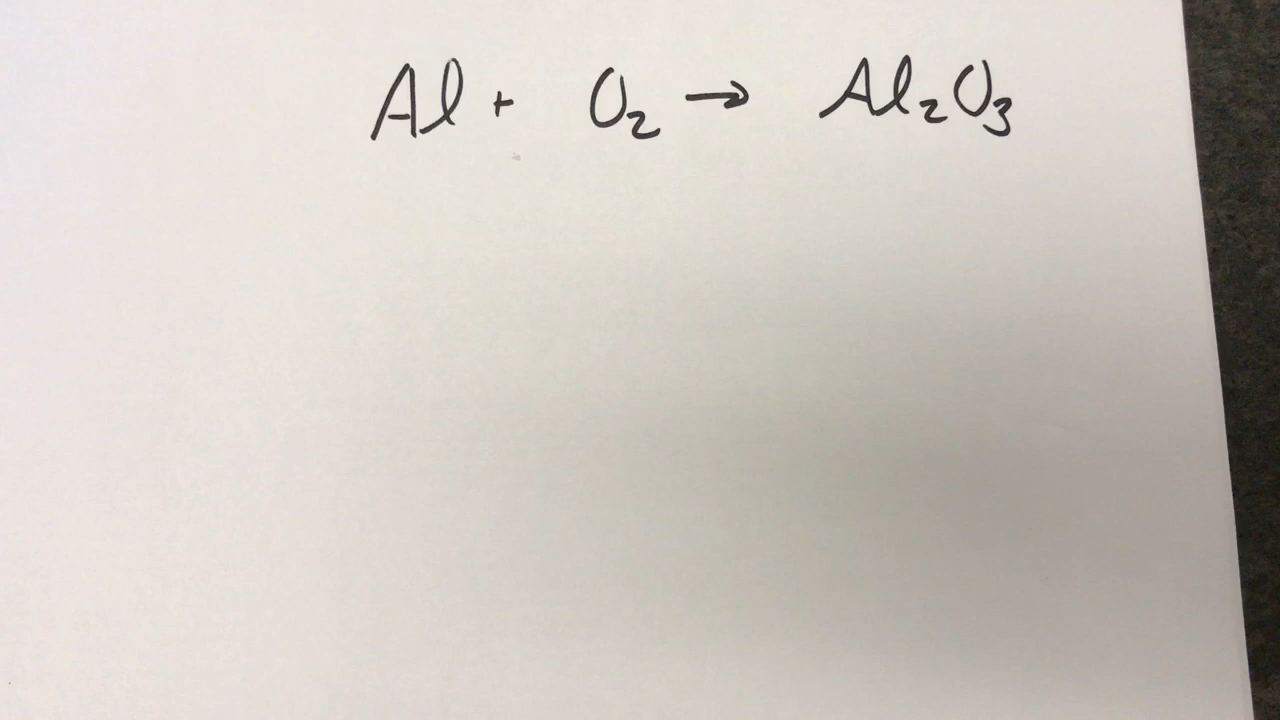 Al + O₂ → Al₂O₃